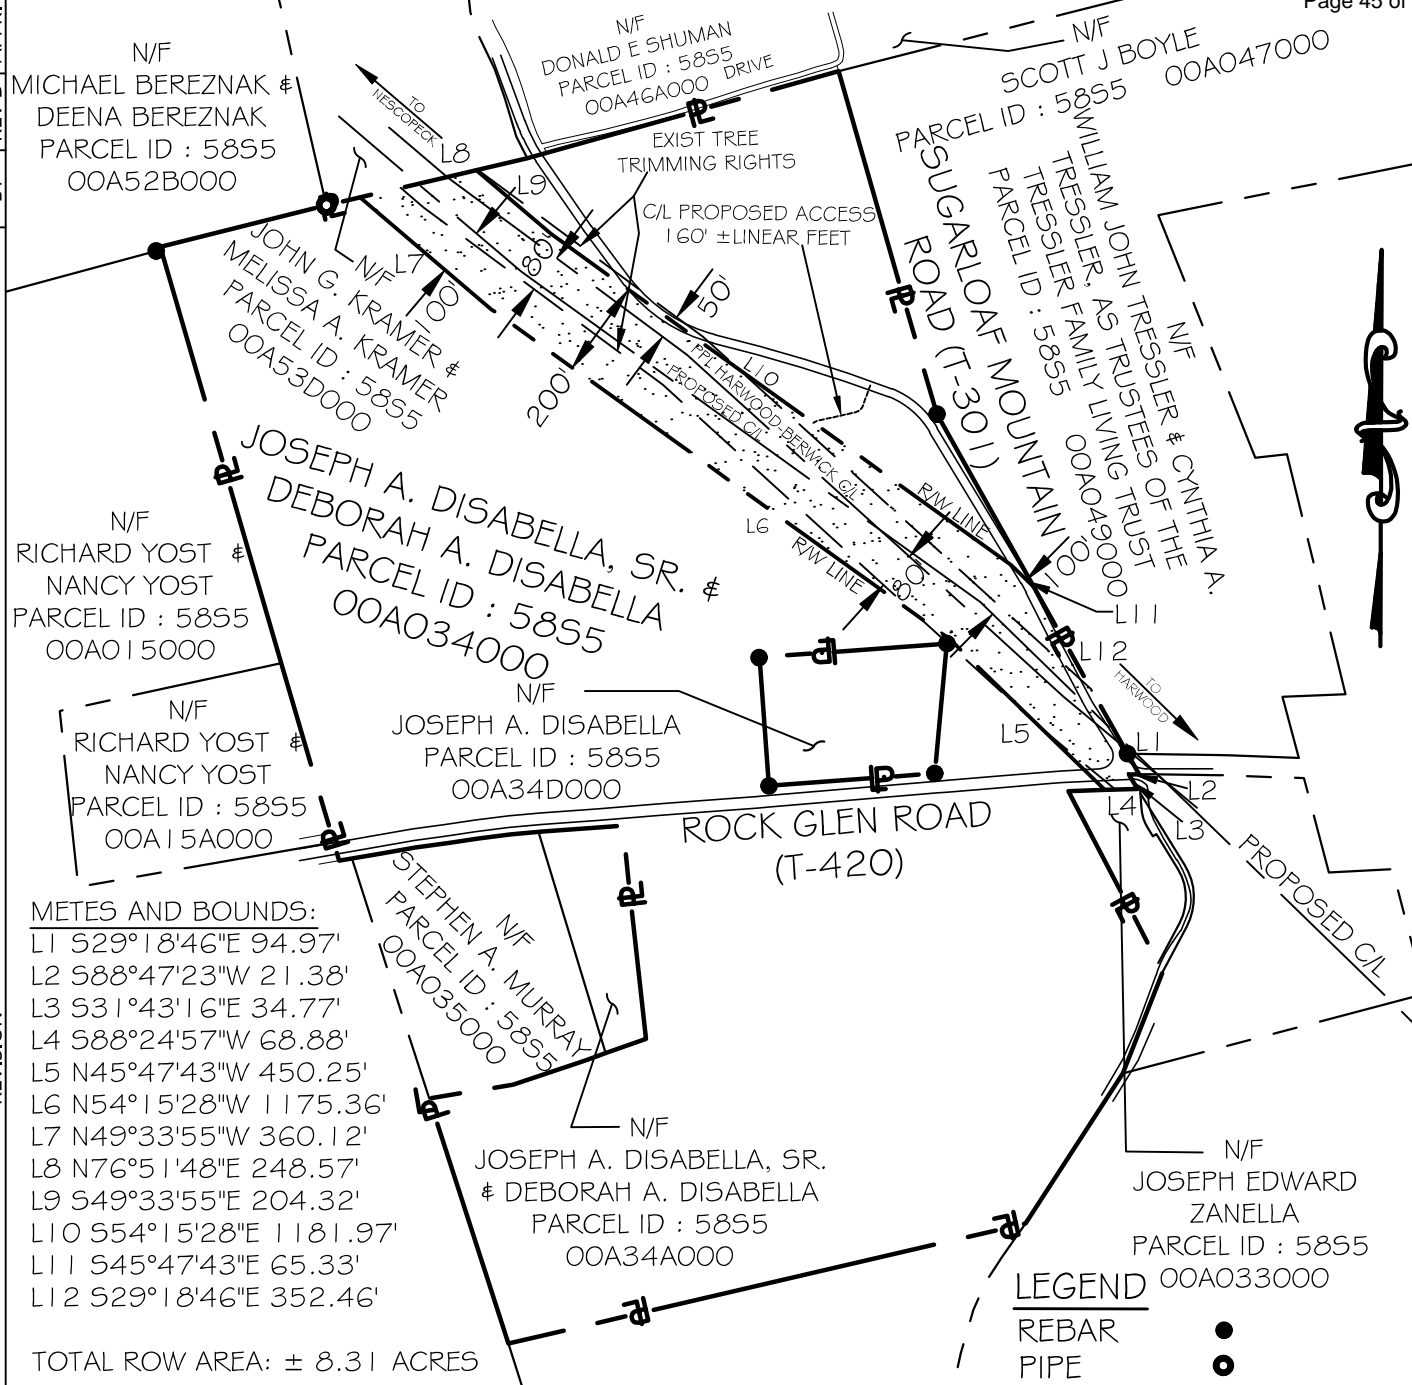 Page 45 of
N/F
MICHAEL BEREZNAK &
DEENA BEREZNAK
PARCEL ID : 58S5
00A52B000
N/F
DONALD E SHUMAN
PARCEL ID : 58S5
00A46A000
DRIVE
N/F
SCOTT J BOYLE
PARCEL ID : 58S5 00A047000
TO
NESCOPECK
L8
L9
EXIST TREE
TRIMMING RIGHTS
C/L PROPOSED ACCESS
160' ±LINEAR FEET
SUGARLOAF MOUNTAIN
ROAD (T-301)
N/F
WILLIAM JOHN TRESSLER & CYNTHIA A.
TRESSLER, AS TRUSTEES OF THE
TRESSLER FAMILY LIVING TRUST
PARCEL ID : 58S5 00A049000
N/F
JOHN G. KRAMER &
MELISSA A. KRAMER
PARCEL ID : 58S5
00A53D000
L7
200'
50'
L10
PPL HARWOOD-BERWICK C/L
PROPOSED C/L
R/W LINE
L6
R/W LINE
L11
L12
TO
HARWOOD
JOSEPH A. DISABELLA, SR. &
DEBORAH A. DISABELLA
PARCEL ID : 58S5
00A034000
N/F
RICHARD YOST &
NANCY YOST
PARCEL ID : 58S5
00A015000
N/F
RICHARD YOST &
NANCY YOST
PARCEL ID : 58S5
00A15A000
N/F
JOSEPH A. DISABELLA
PARCEL ID : 58S5
00A34D000
L5
L1
L2
L4
L3
ROCK GLEN ROAD
(T-420)
PROPOSED C/L
N/F
STEPHEN A. MURRAY
PARCEL ID : 58S5
00A035000
METES AND BOUNDS:
L1 S29°18'46"E 94.97'
L2 S88°47'23"W 21.38'
L3 S31°43'16"E 34.77'
L4 S88°24'57"W 68.88'
L5 N45°47'43"W 450.25'
L6 N54°15'28"W 1175.36'
L7 N49°33'55"W 360.12'
L8 N76°51'48"E 248.57'
L9 S49°33'55"E 204.32'
L10 S54°15'28"E 1181.97'
L11 S45°47'43"E 65.33'
L12 S29°18'46"E 352.46'
TOTAL ROW AREA: ± 8.31 ACRES
N/F
JOSEPH A. DISABELLA, SR.
& DEBORAH A. DISABELLA
PARCEL ID : 58S5
00A34A000
N/F
JOSEPH EDWARD
ZANELLA
PARCEL ID : 58S5
00A033000
LEGEND
REBAR
PIPE